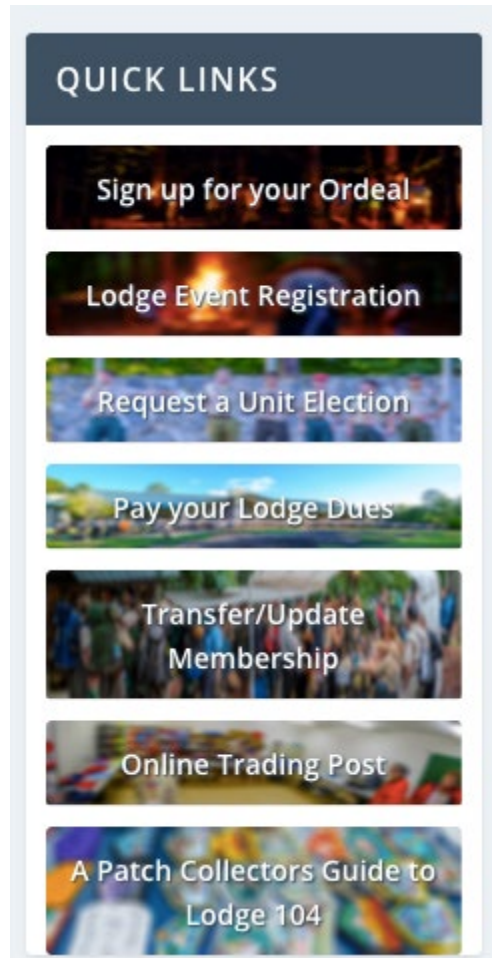 QUICK LINKS
Sign up for your Ordeal
Lodge Event Registration
Request a Unit Election
Pay your Lodge Dues
Transfer/Update
Membership
Online Trading Post
A Patch Collectors Guide to
Lodge 104